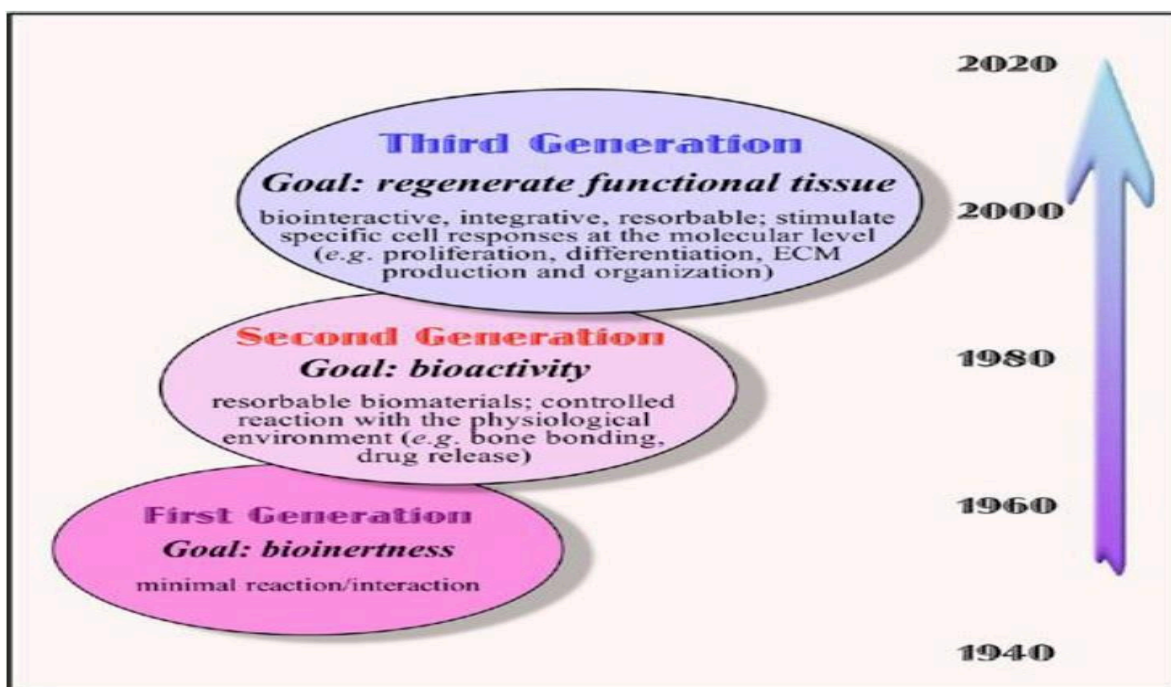 2020
Third Generation
Goal: regenerate functional tissue
biointeractive, integrative, resorbable; stimulate
specific cell responses at the molecular level
(e.g. proliferation, differentiation, ECM
production and organization)
2000
Second Generation
Goal: bioactivity
resorbable biomaterials; controlled
reaction with the physiological
environment (e.g. bone bonding,
drug release)
1980
First Generation
Goal: bioinertness
minimal reaction/interaction
1960
1940